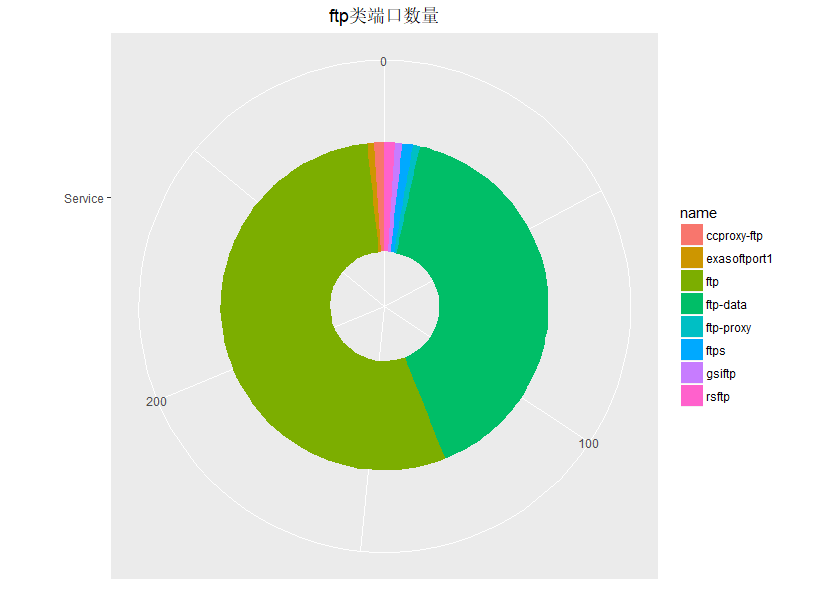 ftp类端口数量
0
Service
200
100
name
ccproxy-ftp
exasoftport1
ftp
ftp-data
ftp-proxy
ftps
gsiftp
rsftp